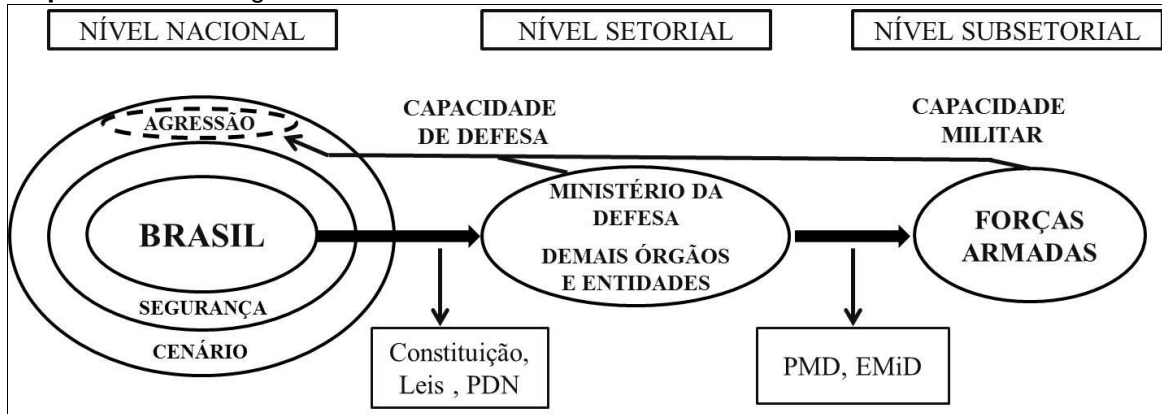 NÍVEL NACIONAL
NÍVEL SETORIAL
NÍVEL SUBSETORIAL
AGRESSÃO
BRASIL
SEGURANÇA
CENÁRIO
CAPACIDADE
DE DEFESA
MINISTÉRIO DA
DEFESA
DEMAIS ÓRGÃOS
E ENTIDADES
CAPACIDADE
MILITAR
FORÇAS
ARMADAS
Constituição,
Leis , PDN
PMD, EMiD